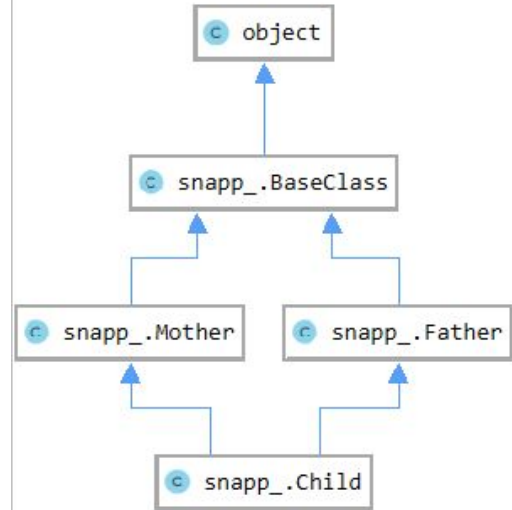 c object
c snapp_.BaseClass
c snapp_.Mother
c snapp_.Father
c snapp_.Child